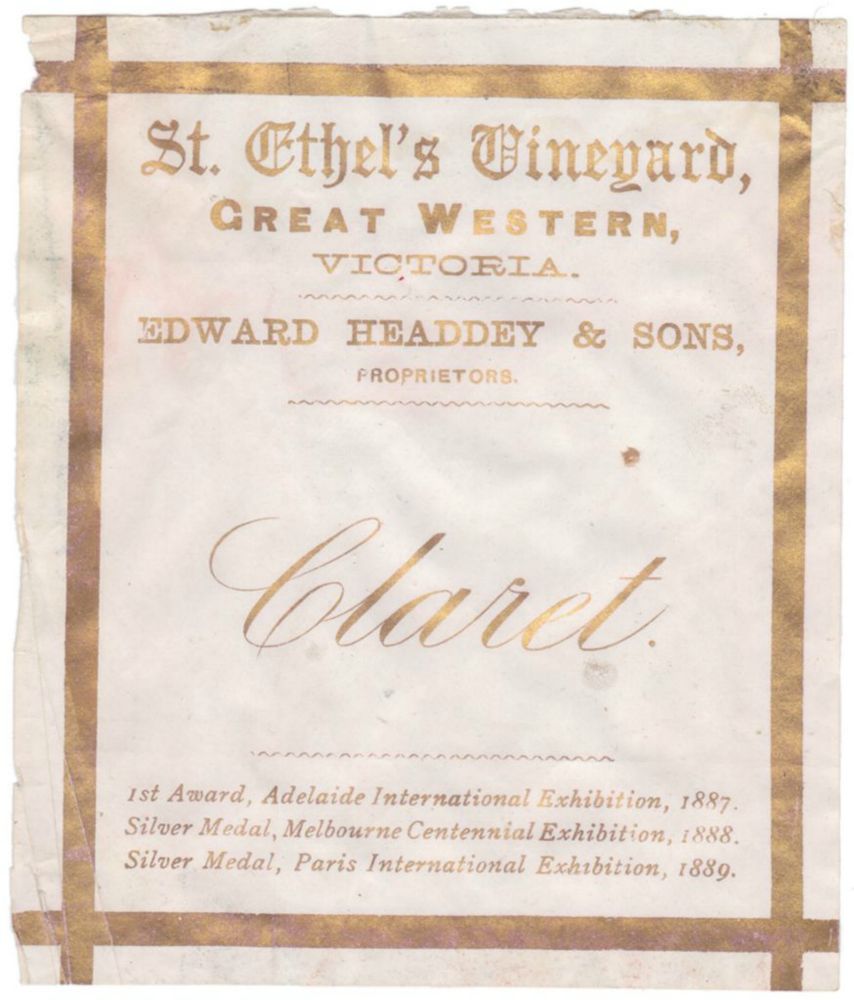 St. Ethel's Vineyard,
GREAT WESTERN,
VICTORIA.
EDWARD HEADDEY & SONS,
PROPRIETORS.
Claret.
1st Award, Adelaide International Exhibition, 1887.
Silver Medal, Melbourne Centennial Exhibition, 1888.
Silver Medal, Paris International Exhibition, 1889.